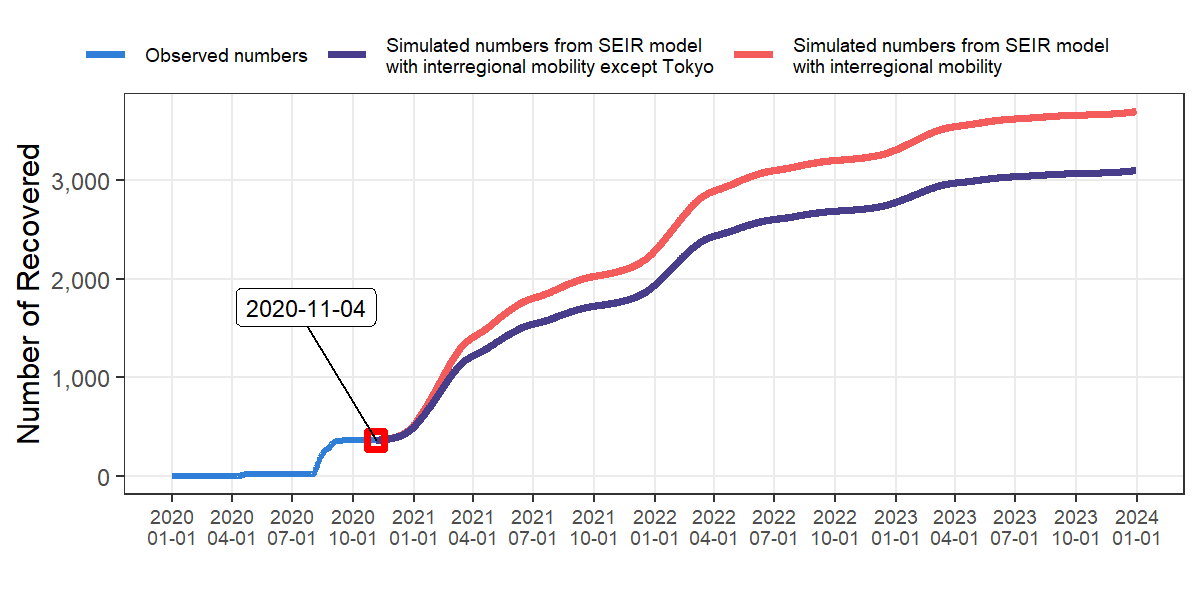 Observed numbers
Simulated numbers from SEIR model
with interregional mobility except Tokyo
Simulated numbers from SEIR model
with interregional mobility
Number of Recovered
3,000
2,000
1,000
0
2020-11-04
2020 2020 2020 2020 2021 2021 2021 2021 2022 2022 2022 2022 2023 2023 2023 2023 2024
01-01 04-01 07-01 10-01 01-01 04-01 07-01 10-01 01-01 04-01 07-01 10-01 01-01 04-01 07-01 10-01 01-01